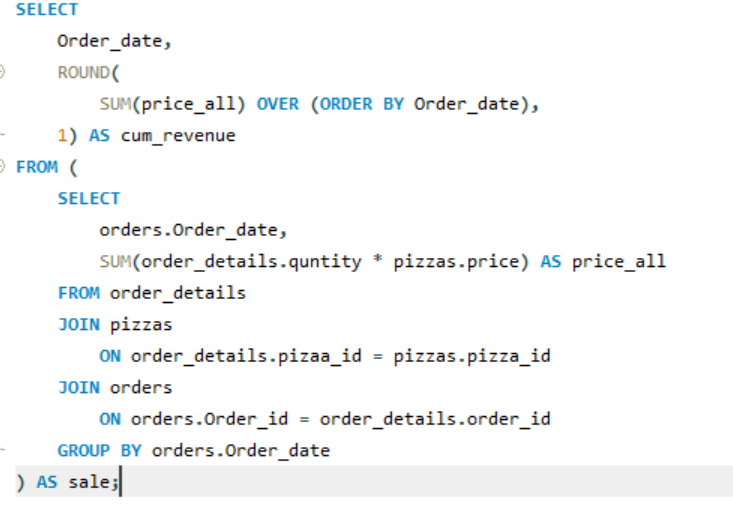 SELECT
Order_date,
ROUND(
SUM(price_all) OVER (ORDER BY Order_date),
1) AS cum_revenue
FROM (
SELECT
orders.Order_date,
SUM(order_details.quntity * pizzas.price) AS price_all
FROM order_details
JOIN pizzas
ON order_details.pizaa_id = pizzas.pizza_id
JOIN orders
ON orders.Order_id = order_details.order_id
GROUP BY orders.Order_date
) AS sale;